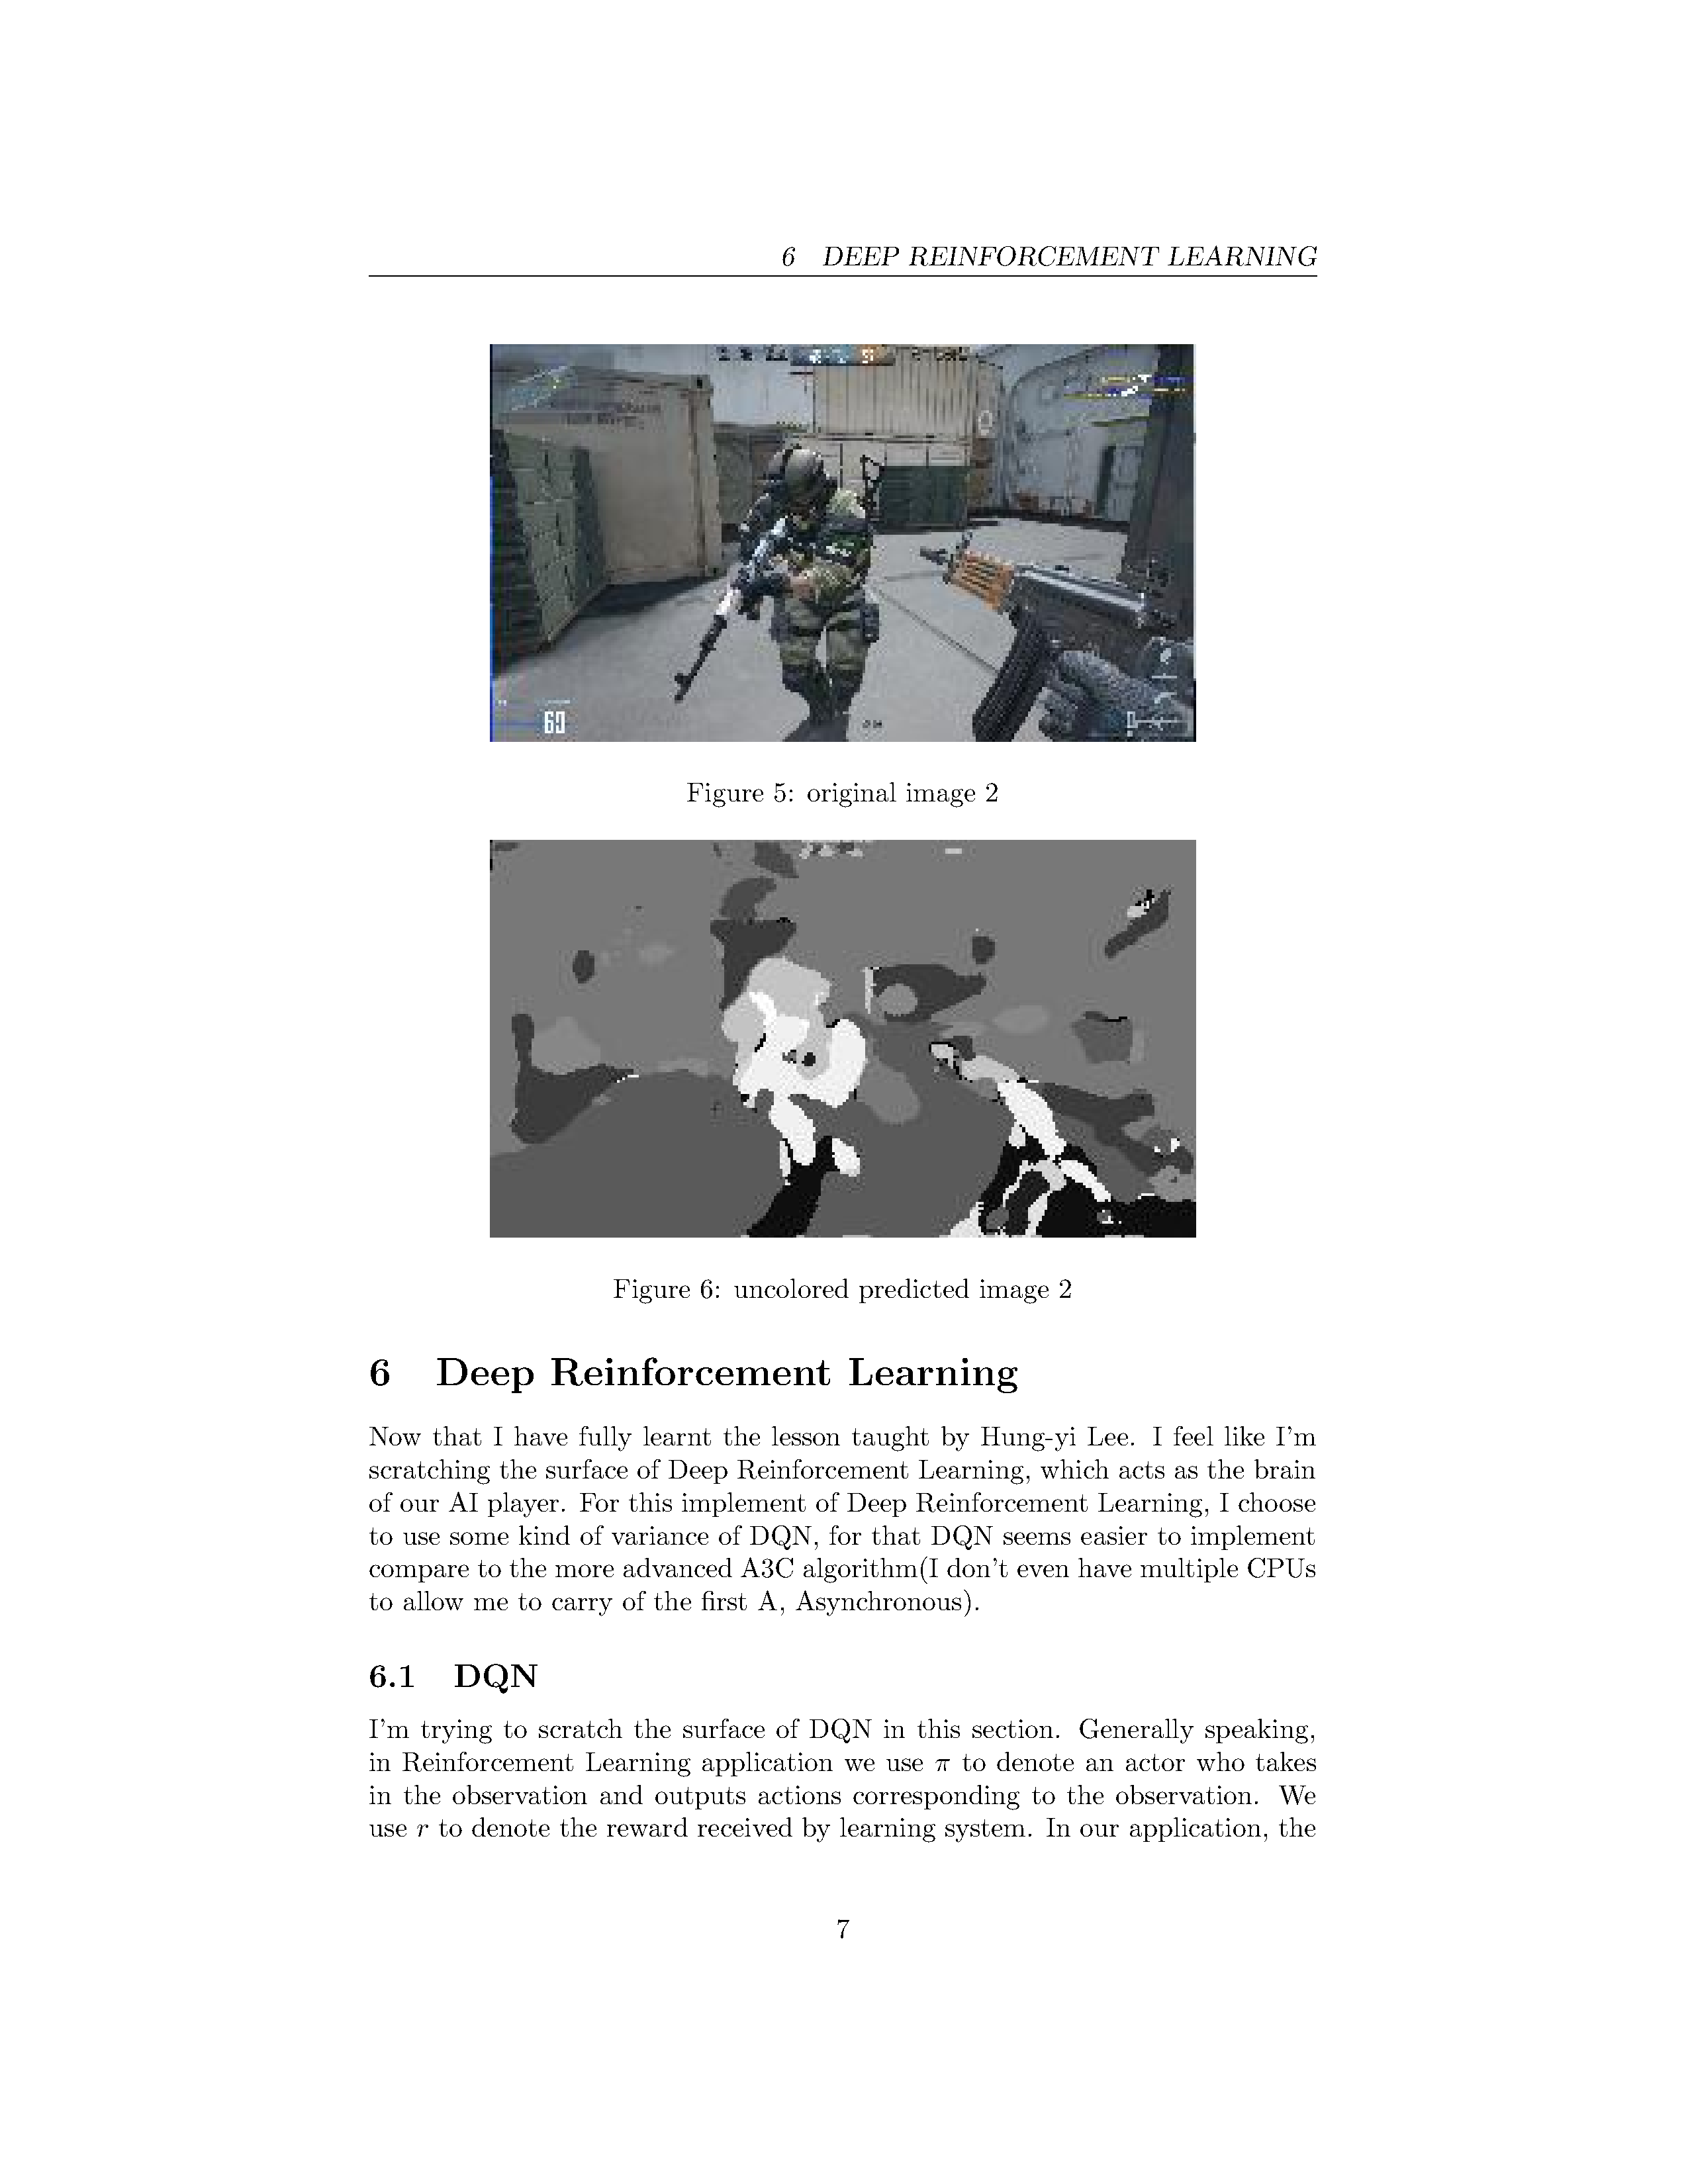 6 DEEP REINFORCEMENT LEARNING
60
Figure 5: original image 2
Figure 6: uncolored predicted image 2
6 Deep Reinforcement Learning
Now that I have fully learnt the lesson taught by Hung-yi Lee. I feel like I'm
scratching the surface of Deep Reinforcement Learning, which acts as the brain
of our AI player. For this implement of Deep Reinforcement Learning, I choose
to use some kind of variance of DQN, for that DQN seems easier to implement
compare to the more advanced A3C algorithm(I don't even have multiple CPUs
to allow me to carry of the first A, Asynchronous).
6.1 DQN
I'm trying to scratch the surface of DQN in this section. Generally speaking,
in Reinforcement Learning application we use π to denote an actor who takes
in the observation and outputs actions corresponding to the observation. We
use r to denote the reward received by learning system. In our application, the
7